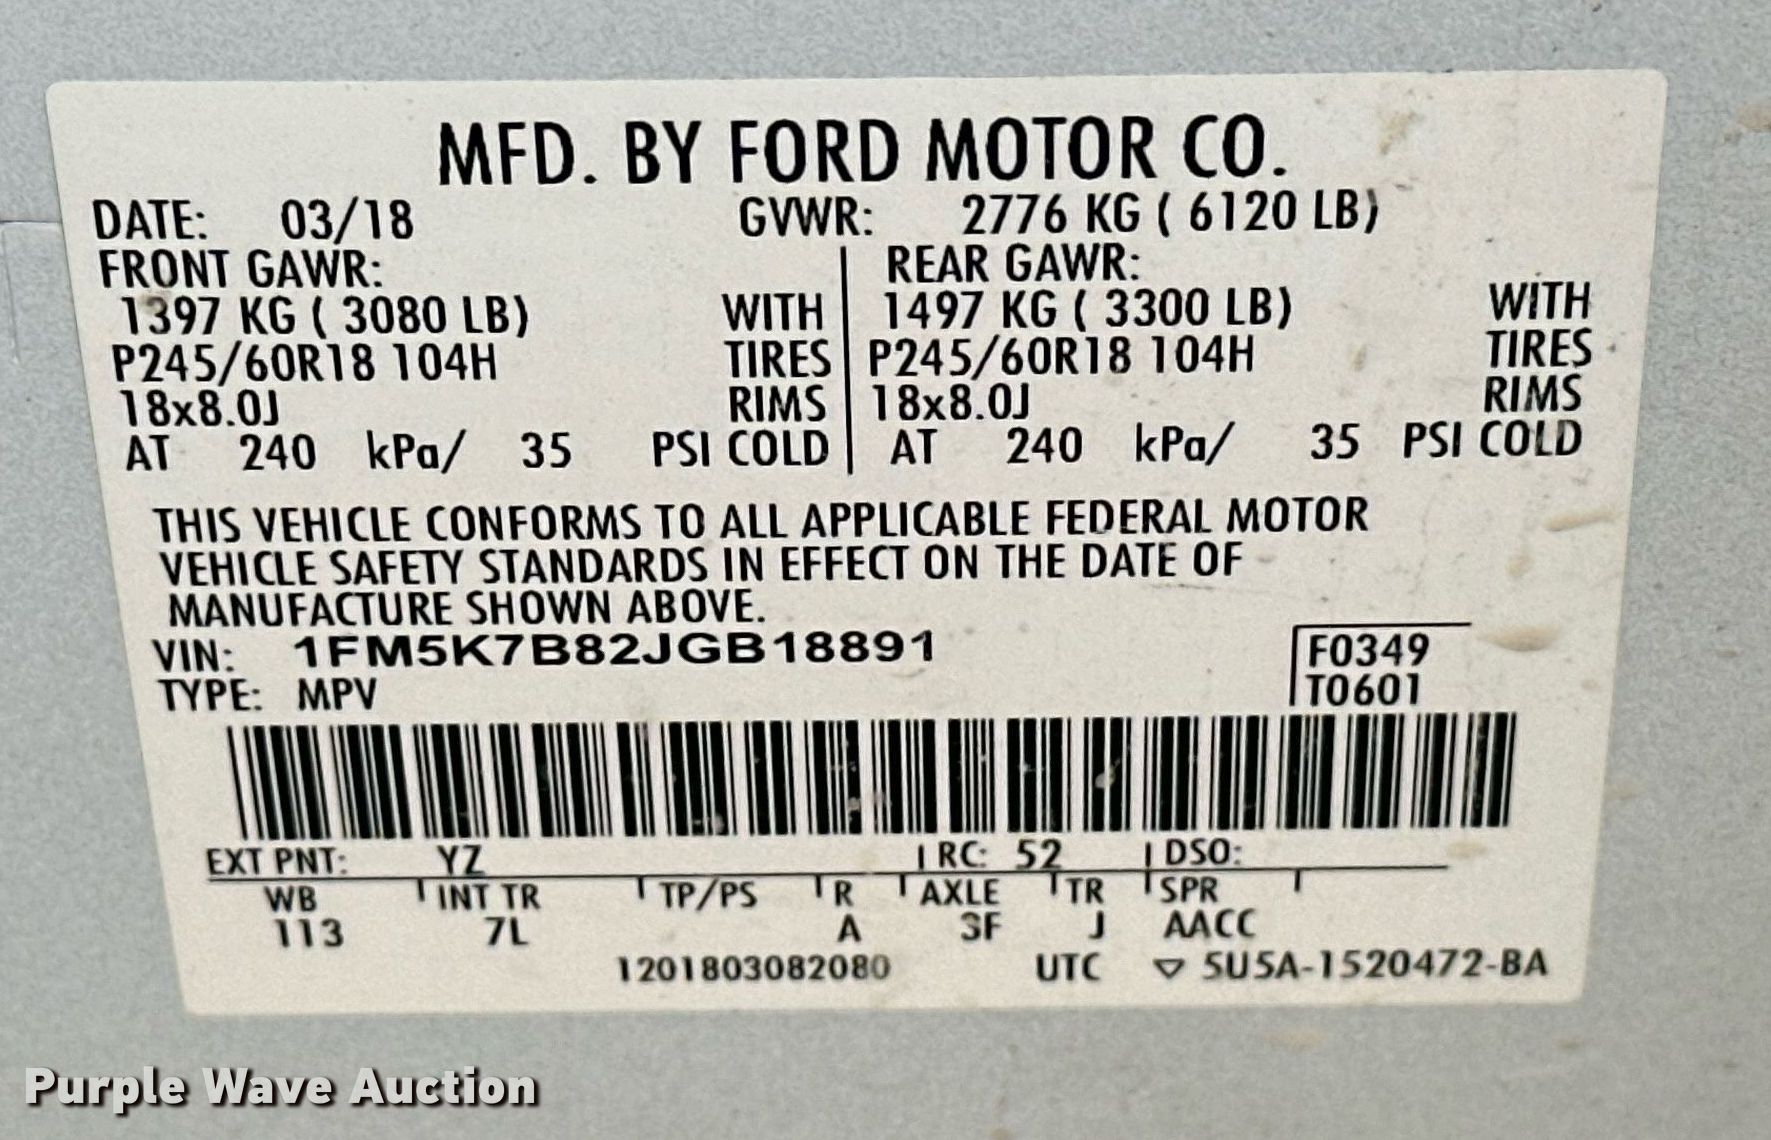 MFD. BY FORD MOTOR CO.
DATE: 03/18 GVWR: 2776 KG ( 6120 LB)
FRONT GAWR: REAR GAWR:
1397 KG ( 3080 LB) WITH 1497 KG ( 3300 LB) WITH
P245/60R18 104H TIRES P245/60R18 104H TIRES
18x8.0J RIMS 18x8.0J RIMS
AT 240 kPa/ 35 PSI COLD AT 240 kPa/ 35 PSI COLD
THIS VEHICLE CONFORMS TO ALL APPLICABLE FEDERAL MOTOR
VEHICLE SAFETY STANDARDS IN EFFECT ON THE DATE OF
MANUFACTURE SHOWN ABOVE.
VIN: 1FM5K7B82JGB18891 F0349
TYPE: MPV T0601
EXT PNT: YZ RC: 52 DSO:
WB INT TR TP/PS R AXLE TR SPR
113 7L A 3F J AACC
1201803082080 UTC ▽ 5U5A-1520472-BA
Purple Wave Auction